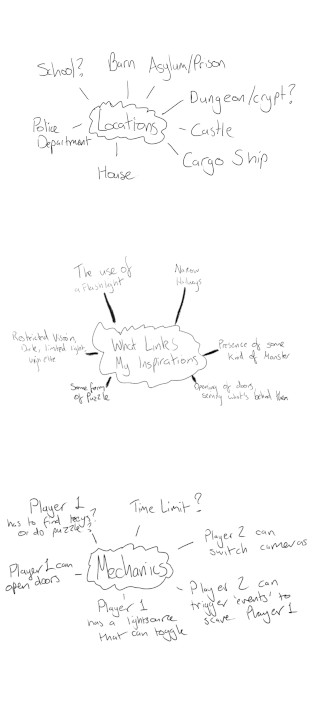 School?
Barn
Asylum/Prison
Dungeon/crypt?
Police
Department
Locations
Castle
Cargo Ship
House
The use of
a Flashlight
Narrow
Hallways
Restricted Vision,
Dark, limited light,
What Links
My Inspirations
Presence of some
kind of Monster
Some form
of Puzzle
Opening of doors,
seeing what's behind them
Player 1
has to find keys?
or do puzzle?
Time Limit?
Player 2 can
switch cameras
Player 1 can
open doors
Mechanics
Player 2 can
trigger 'events' to
scare Player 1
Player 1
has a lightsource
that can toggle